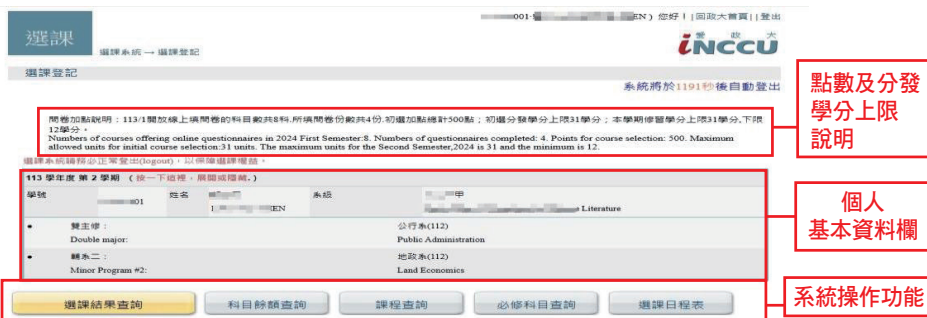 001 EN ) 您好！| |回政大首頁| |登出
選課
選課系統 → 選課登記
愛 政 大
iNCCU
選課登記
系統將於1191秒後自動登出
點數及分發
學分上限
說明
問卷加點說明：113/1開放線上填問卷的科目數共8科.所填問卷份數共4份.初選加點總計500點；初選分發學分上限31學分；本學期修習學分上限31學分,下限
12學分。
Numbers of courses offering online questionnaires in 2024 First Semester:8. Numbers of questionnaires completed: 4. Points for course selection: 500. Maximum
allowed units for initial course selection:31 units. The maximum units for the Second Semester,2024 is 31 and the minimum is 12.
選課系統請務必正常登出(logout)，以保障選課權益。
113 學年度 第 2 學期 （按一下這裡，展開或隱藏.）
學號 01 姓名 系級 甲
IEN Literature
個人
基本資料欄
• 雙主修： 公行系(112)
Double major: Public Administration
• 輔系二： 地政系(112)
Minor Program #2: Land Economics
選課結果查詢 科目餘額查詢 課程查詢 必修科目查詢 選課日程表
系統操作功能